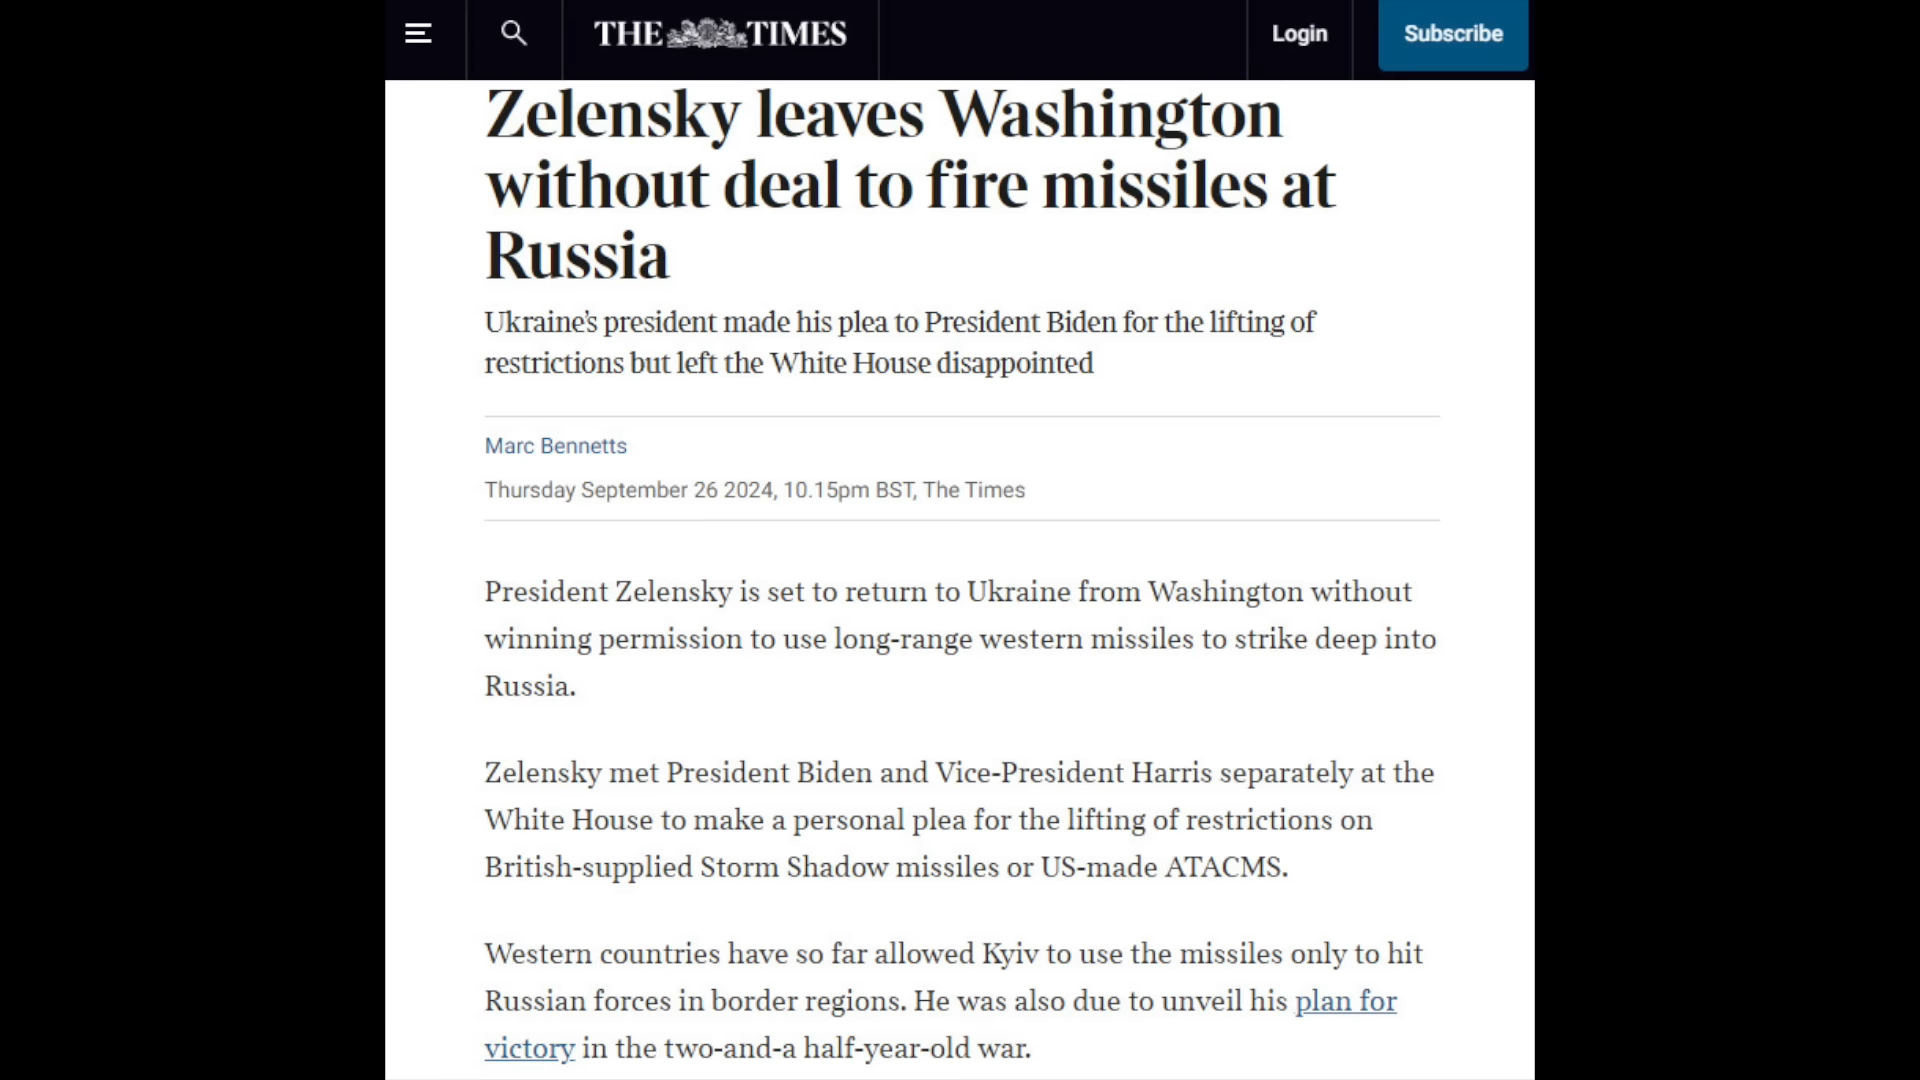 THE TIMES
Login
Subscribe
Zelensky leaves Washington
without deal to fire missiles at
Russia
Ukraine's president made his plea to President Biden for the lifting of
restrictions but left the White House disappointed
Marc Bennetts
Thursday September 26 2024, 10.15pm BST, The Times
President Zelensky is set to return to Ukraine from Washington without
winning permission to use long-range western missiles to strike deep into
Russia.
Zelensky met President Biden and Vice-President Harris separately at the
White House to make a personal plea for the lifting of restrictions on
British-supplied Storm Shadow missiles or US-made ATACMS.
Western countries have so far allowed Kyiv to use the missiles only to hit
Russian forces in border regions. He was also due to unveil his plan for
victory in the two-and-a half-year-old war.